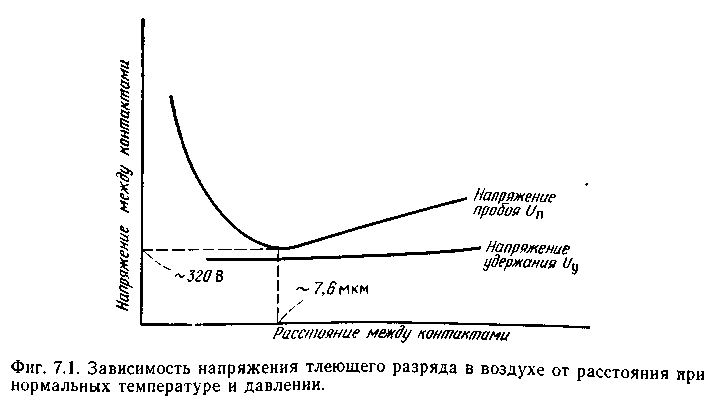 Напряжение между контактами
Напряжение
пробоя Uп
Напряжение
удержания Uу
~320 В
~ 7,6 мкм
Расстояние между контактами
Фиг. 7.1. Зависимость напряжения тлеющего разряда в воздухе от расстояния при
нормальных температуре и давлении.